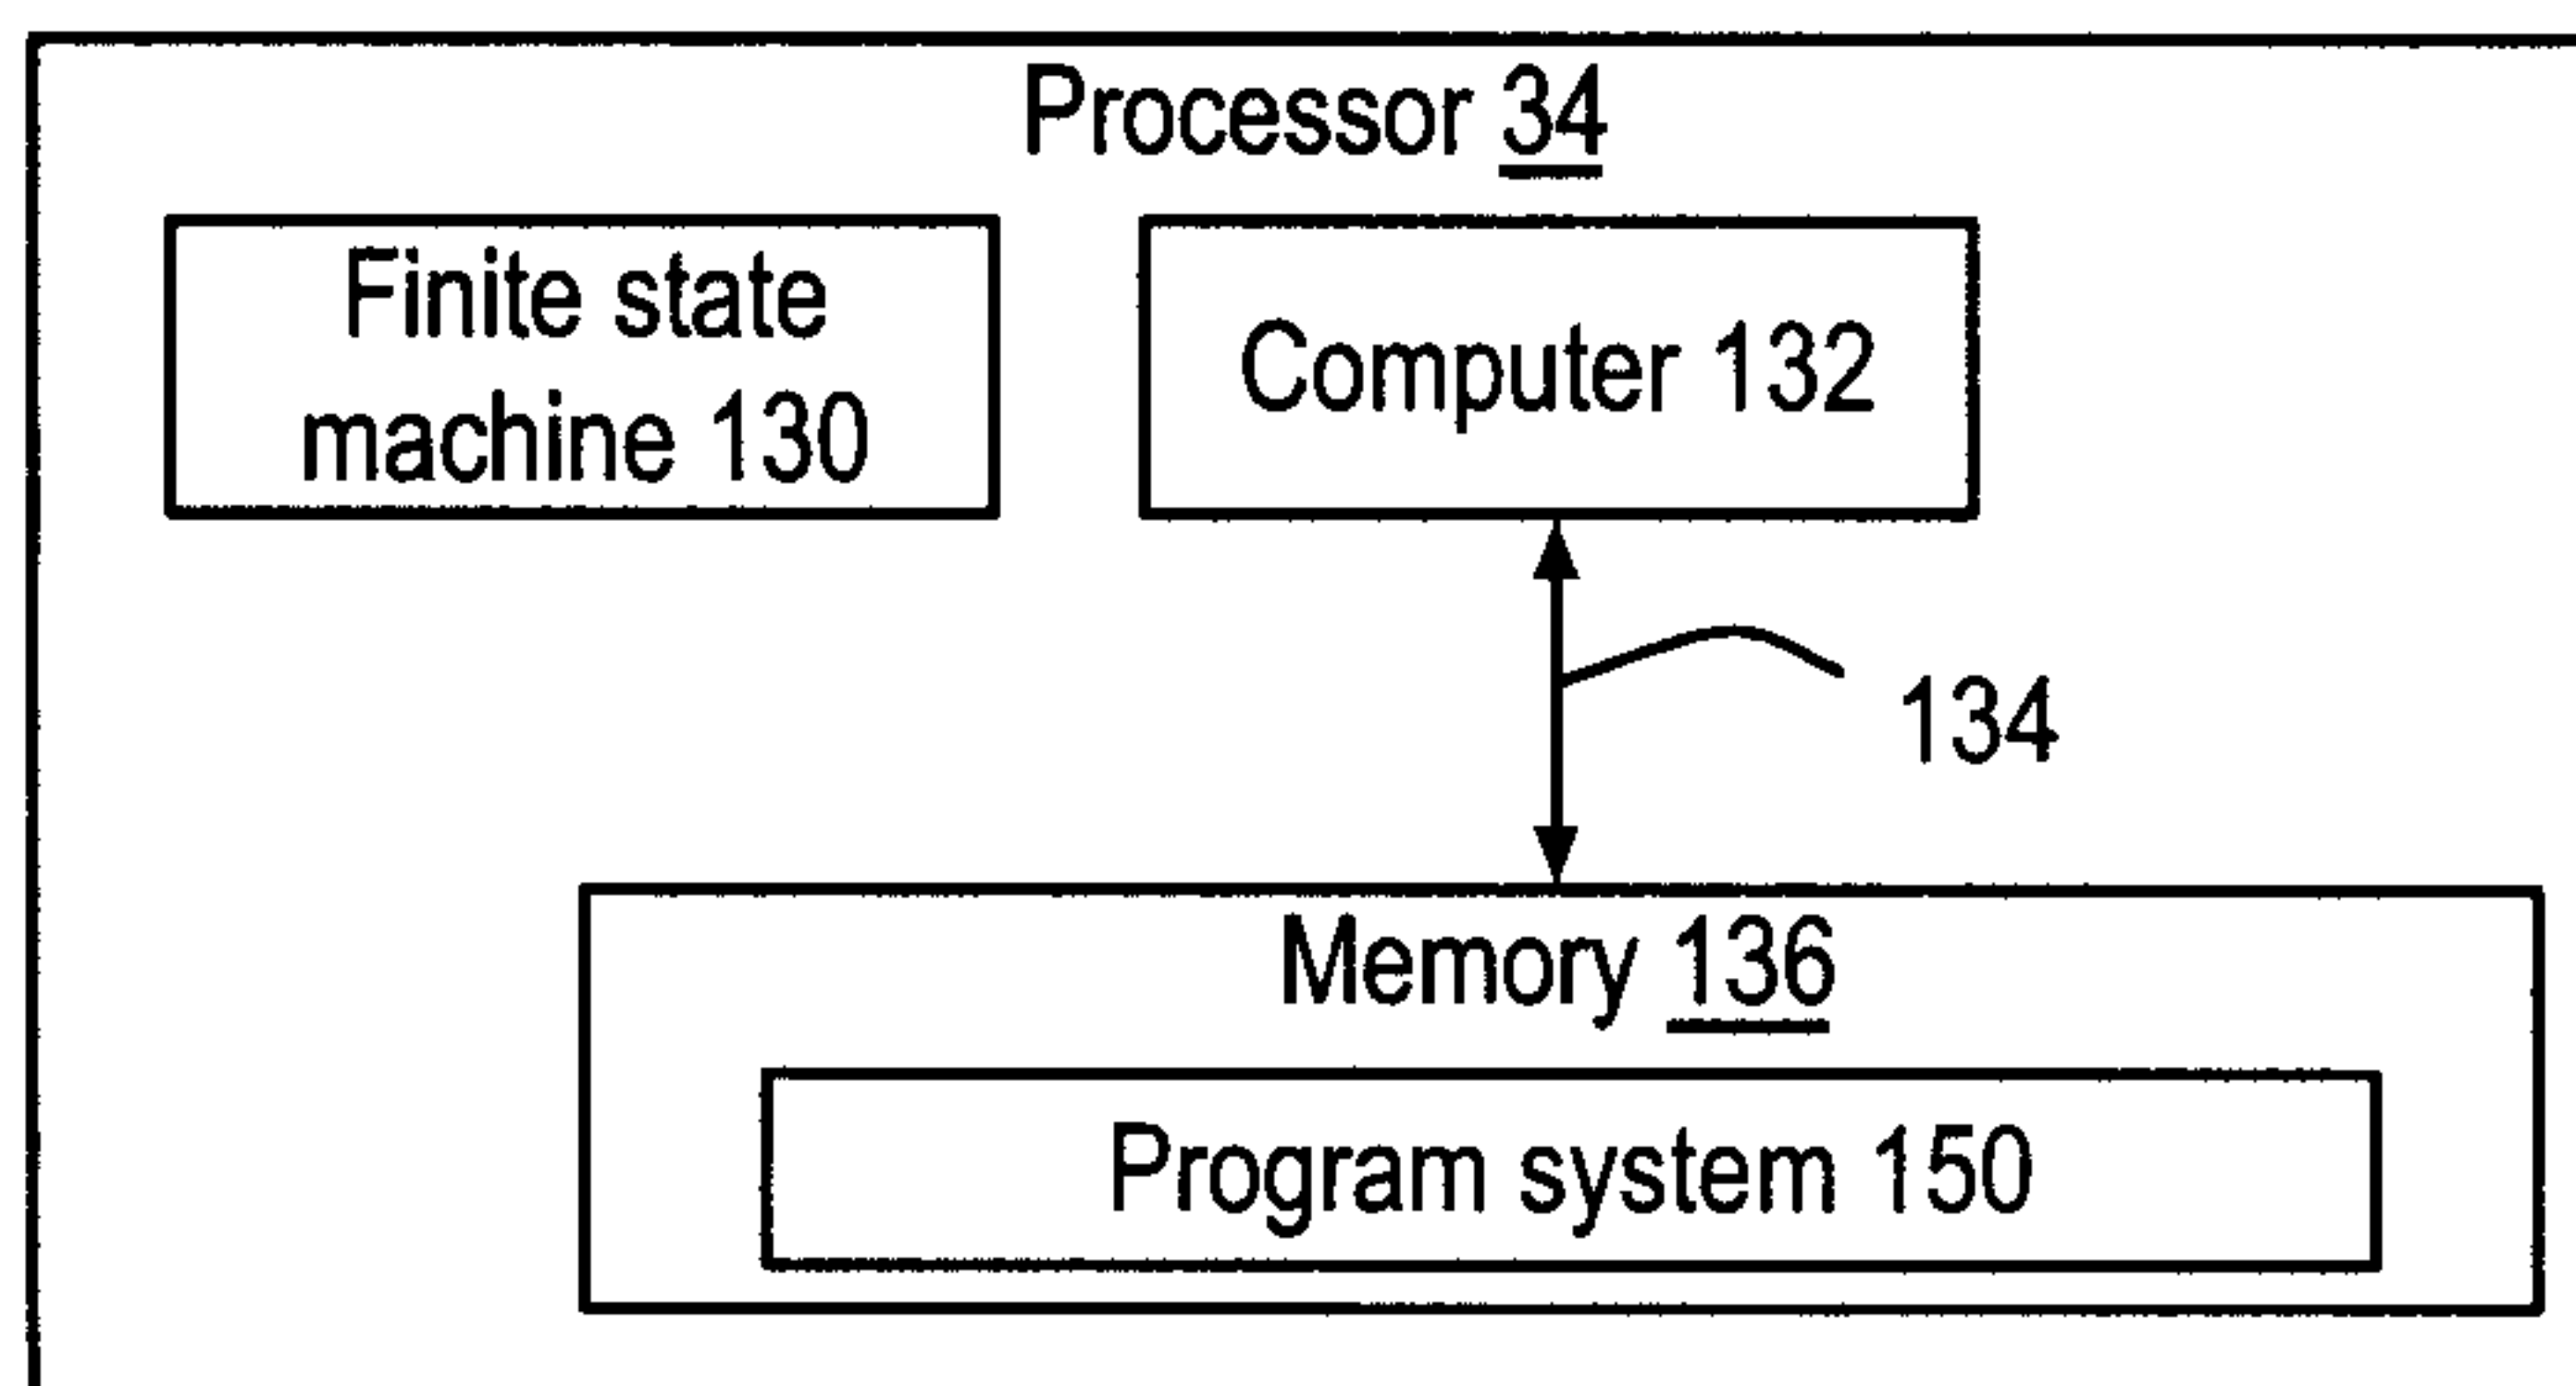 Processor 34
Finite state
machine 130
Computer 132
134
Memory 136
Program system 150